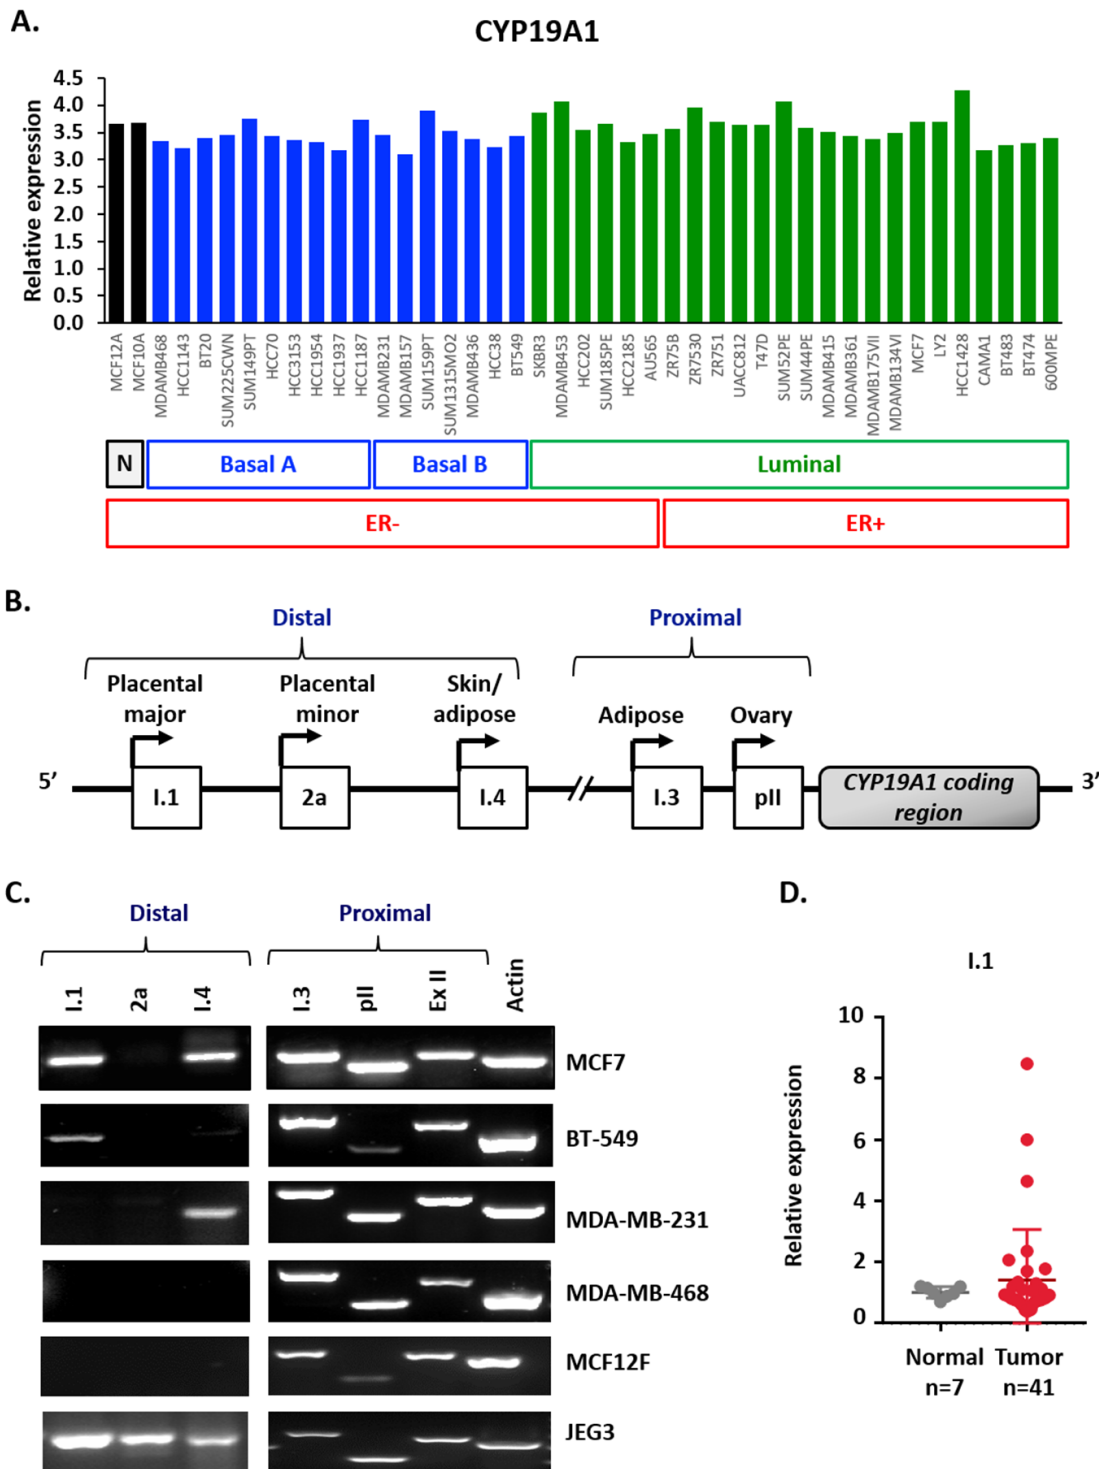 A.
CYP19A1
Relative expression
4.5
4.0
3.5
3.0
2.5
2.0
1.5
1.0
0.5
0.0
MCF12A
MCF10A
MDAMB468
HCC1143
BT20
SUM225CWN
SUM149PT
HCC70
HCC3153
HCC1954
HCC1937
HCC1187
MDAMB231
MDAMB157
SUM159PT
SUM1315MO2
MDAMB436
HCC38
BT549
SKBR3
MDAMB453
HCC202
SUM185PE
HCC2185
AU565
ZR75B
ZR7530
ZR751
UACC812
T47D
SUM52PE
SUM44PE
MDAMB415
MDAMB361
MDAMB175VII
MDAMB134VI
MCF7
LY2
HCC1428
CAMA1
BT483
BT474
600MPE
N
Basal A
Basal B
Luminal
ER-
ER+
B.
Distal
Proximal
Placental
major
Placental
minor
Skin/
adipose
Adipose
Ovary
5’
I.1
2a
I.4
I.3
pII
CYP19A1 coding
region
3’
C.
Distal
Proximal
I.1
2a
I.4
I.3
pII
Ex II
Actin
MCF7
BT-549
MDA-MB-231
MDA-MB-468
MCF12F
JEG3
D.
I.1
Relative expression
10
8
6
4
2
0
Normal
n=7
Tumor
n=41